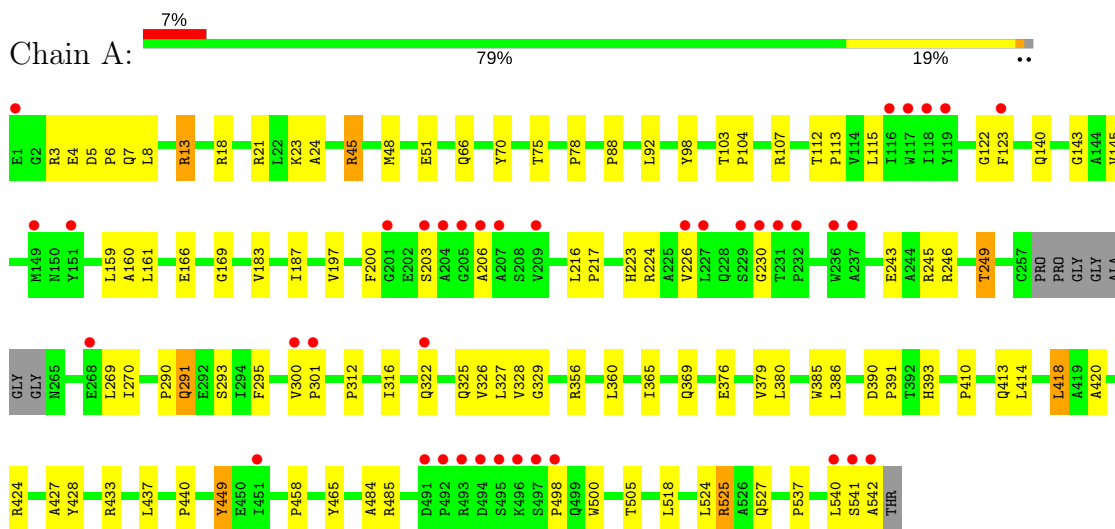 7%
Chain A:
79% 19% ••
E1 G2 R3 E4 D5 P6 Q7 L8 R13 R18 R21 L22 K23 A24 R45 M48 E51 Q66 Y70 T75 P78 P88 L92 Y98 T103 P104 R107 T112 P113 V114 L115 I116 W117 I118 Y119 G122 F123 Q140 G143 A144 V145
M149 N150 Y151 L159 A160 L161 E166 G169 V183 I187 V197 F200 G201 E202 S203 A204 G205 A206 A207 S208 V209 L216 P217 H223 R224 A225 V226 L227 Q228 S229 G230 T231 P232 W236 A237 E243 A244 R245 R246 T249 C257 PRO PRO GLY GLY ALA
GLY GLY N265 E268 L269 I270 P290 Q291 E292 S293 I294 F295 V300 P301 P312 I316 Q322 Q325 V326 L327 V328 G329 R356 L360 I365 Q369 E376 V379 L380 W385 L386 D390 P391 T392 H393 P410 Q413 L414 L418 A419 A420
R424 A427 Y428 R433 L437 P440 Y449 E450 I451 P458 Y465 A484 R485 D491 P492 R493 D494 S495 K496 S497 P498 Q499 W500 T505 L518 L524 R525 A526 Q527 P537 L540 S541 A542 THR